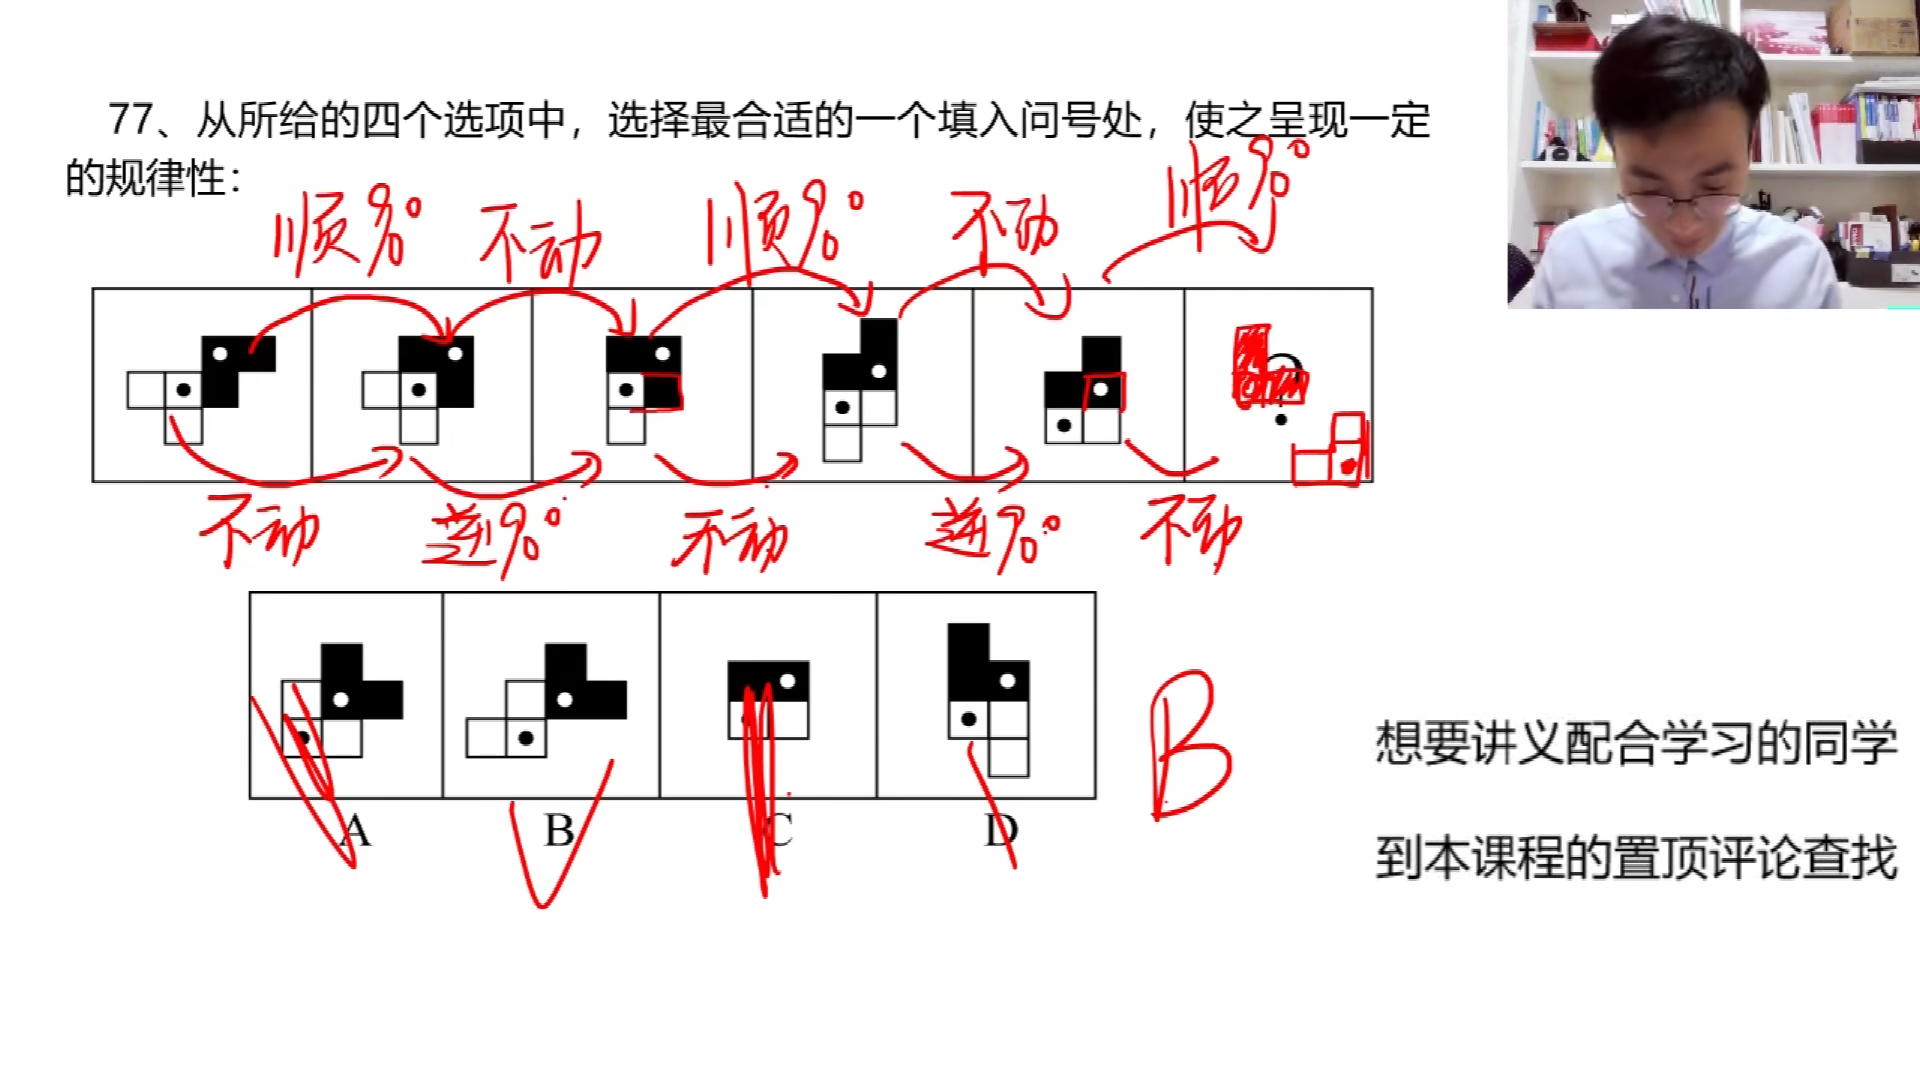 77、从所给的四个选项中，选择最合适的一个填入问号处，使之呈现一定
的规律性：
顺90° 不动 顺90° 不动 顺90°
?
不动 逆90° 不动 逆90° 不动
A B C D
B
想要讲义配合学习的同学
到本课程的置顶评论查找